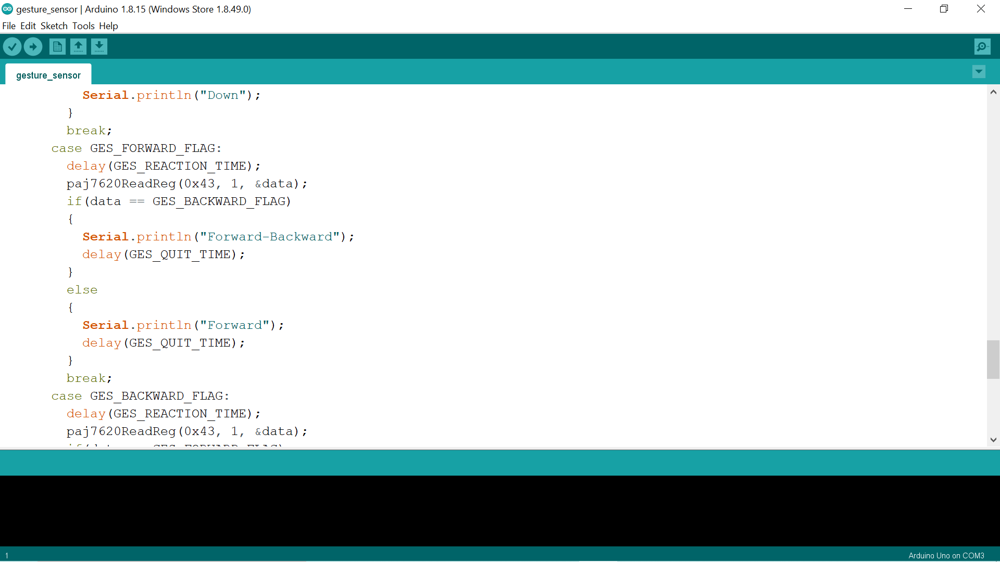 gesture_sensor | Arduino 1.8.15 (Windows Store 1.8.49.0)
File Edit Sketch Tools Help
gesture_sensor
Serial.println("Down");
}
break;
case GES_FORWARD_FLAG:
delay(GES_REACTION_TIME);
paj7620ReadReg(0x43, 1, &data);
if(data == GES_BACKWARD_FLAG)
{
Serial.println("Forward-Backward");
delay(GES_QUIT_TIME);
}
else
{
Serial.println("Forward");
delay(GES_QUIT_TIME);
}
break;
case GES_BACKWARD_FLAG:
delay(GES_REACTION_TIME);
paj7620ReadReg(0x43, 1, &data);
if(data == GES_FORWARD_FLAG)
1
Arduino Uno on COM3